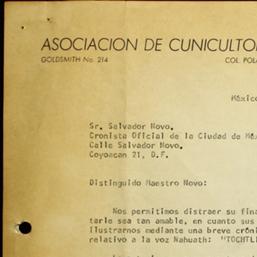 ASOCIACION DE CUNICULTO
GOLDSMITH No. 214 COL. POL
México
Sr. Salvador Novo.
Cronista Oficial de la Ciudad de Mé
Calle Salvador Novo.
Coyoacan 21, D.F.
Distinguido Maestro Novo:
Nos permitimos distraer su fina
tarle sea tan amable, en cuanto sus
ilustrarnos mediante una breve crón
relativo a la voz Nahuath: "TOCHTLI